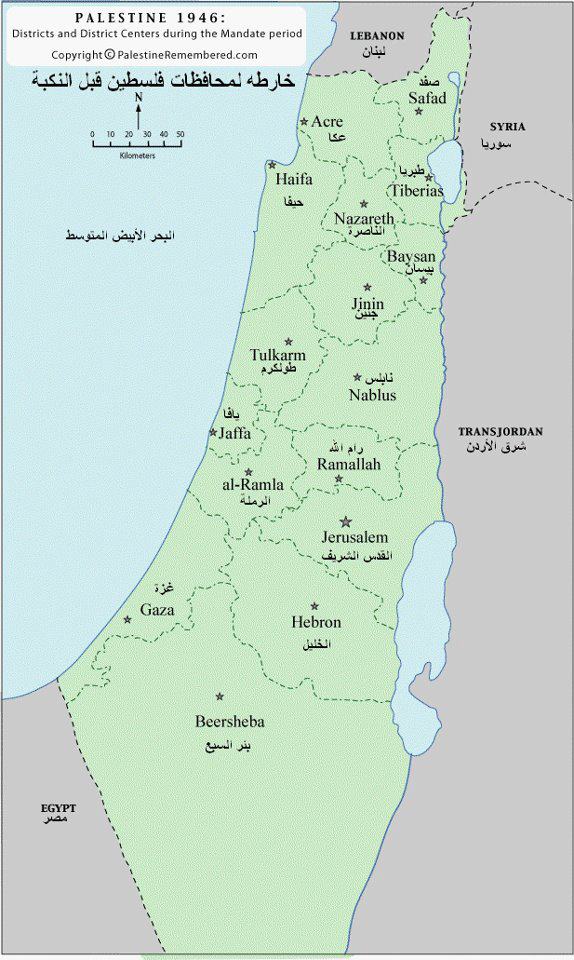 PALESTINE 1946:
Districts and District Centers during the Mandate period
Copyright © PalestineRemembered.com
خارطه لمحافظات فلسطين قبل النكبة
N
0 10 20 30 40 50
Kilometers
LEBANON
لبنان
SYRIA
سوريا
صفد
Safad
Acre
عكا
Haifa
حيفا
طبريا
Tiberias
Nazareth
الناصرة
البحر الأبيض المتوسط
Baysan
بيسان
Jinin
جنين
Tulkarm
طولكرم
نابلس
Nablus
يافا
Jaffa
TRANSJORDAN
شرق الأردن
رام الله
Ramallah
al-Ramla
الرملة
Jerusalem
القدس الشريف
غزة
Gaza
Hebron
الخليل
Beersheba
بئر السبع
EGYPT
مصر